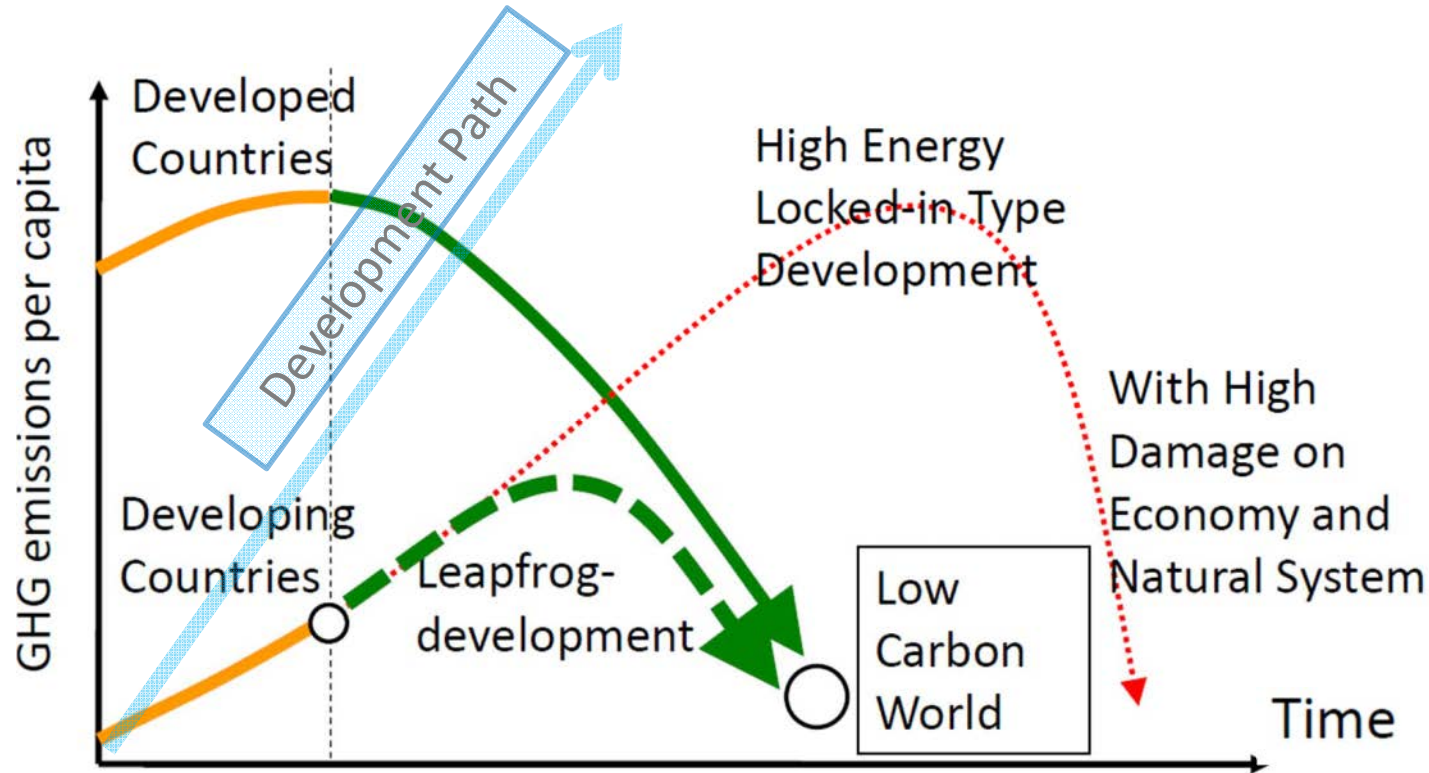 Developed
Countries
Development Path
High Energy
Locked-in Type
Development
GHG emissions per capita
With High
Damage on
Economy and
Natural System
Developing
Countries
Leapfrog-
development
Low
Carbon
World
Time